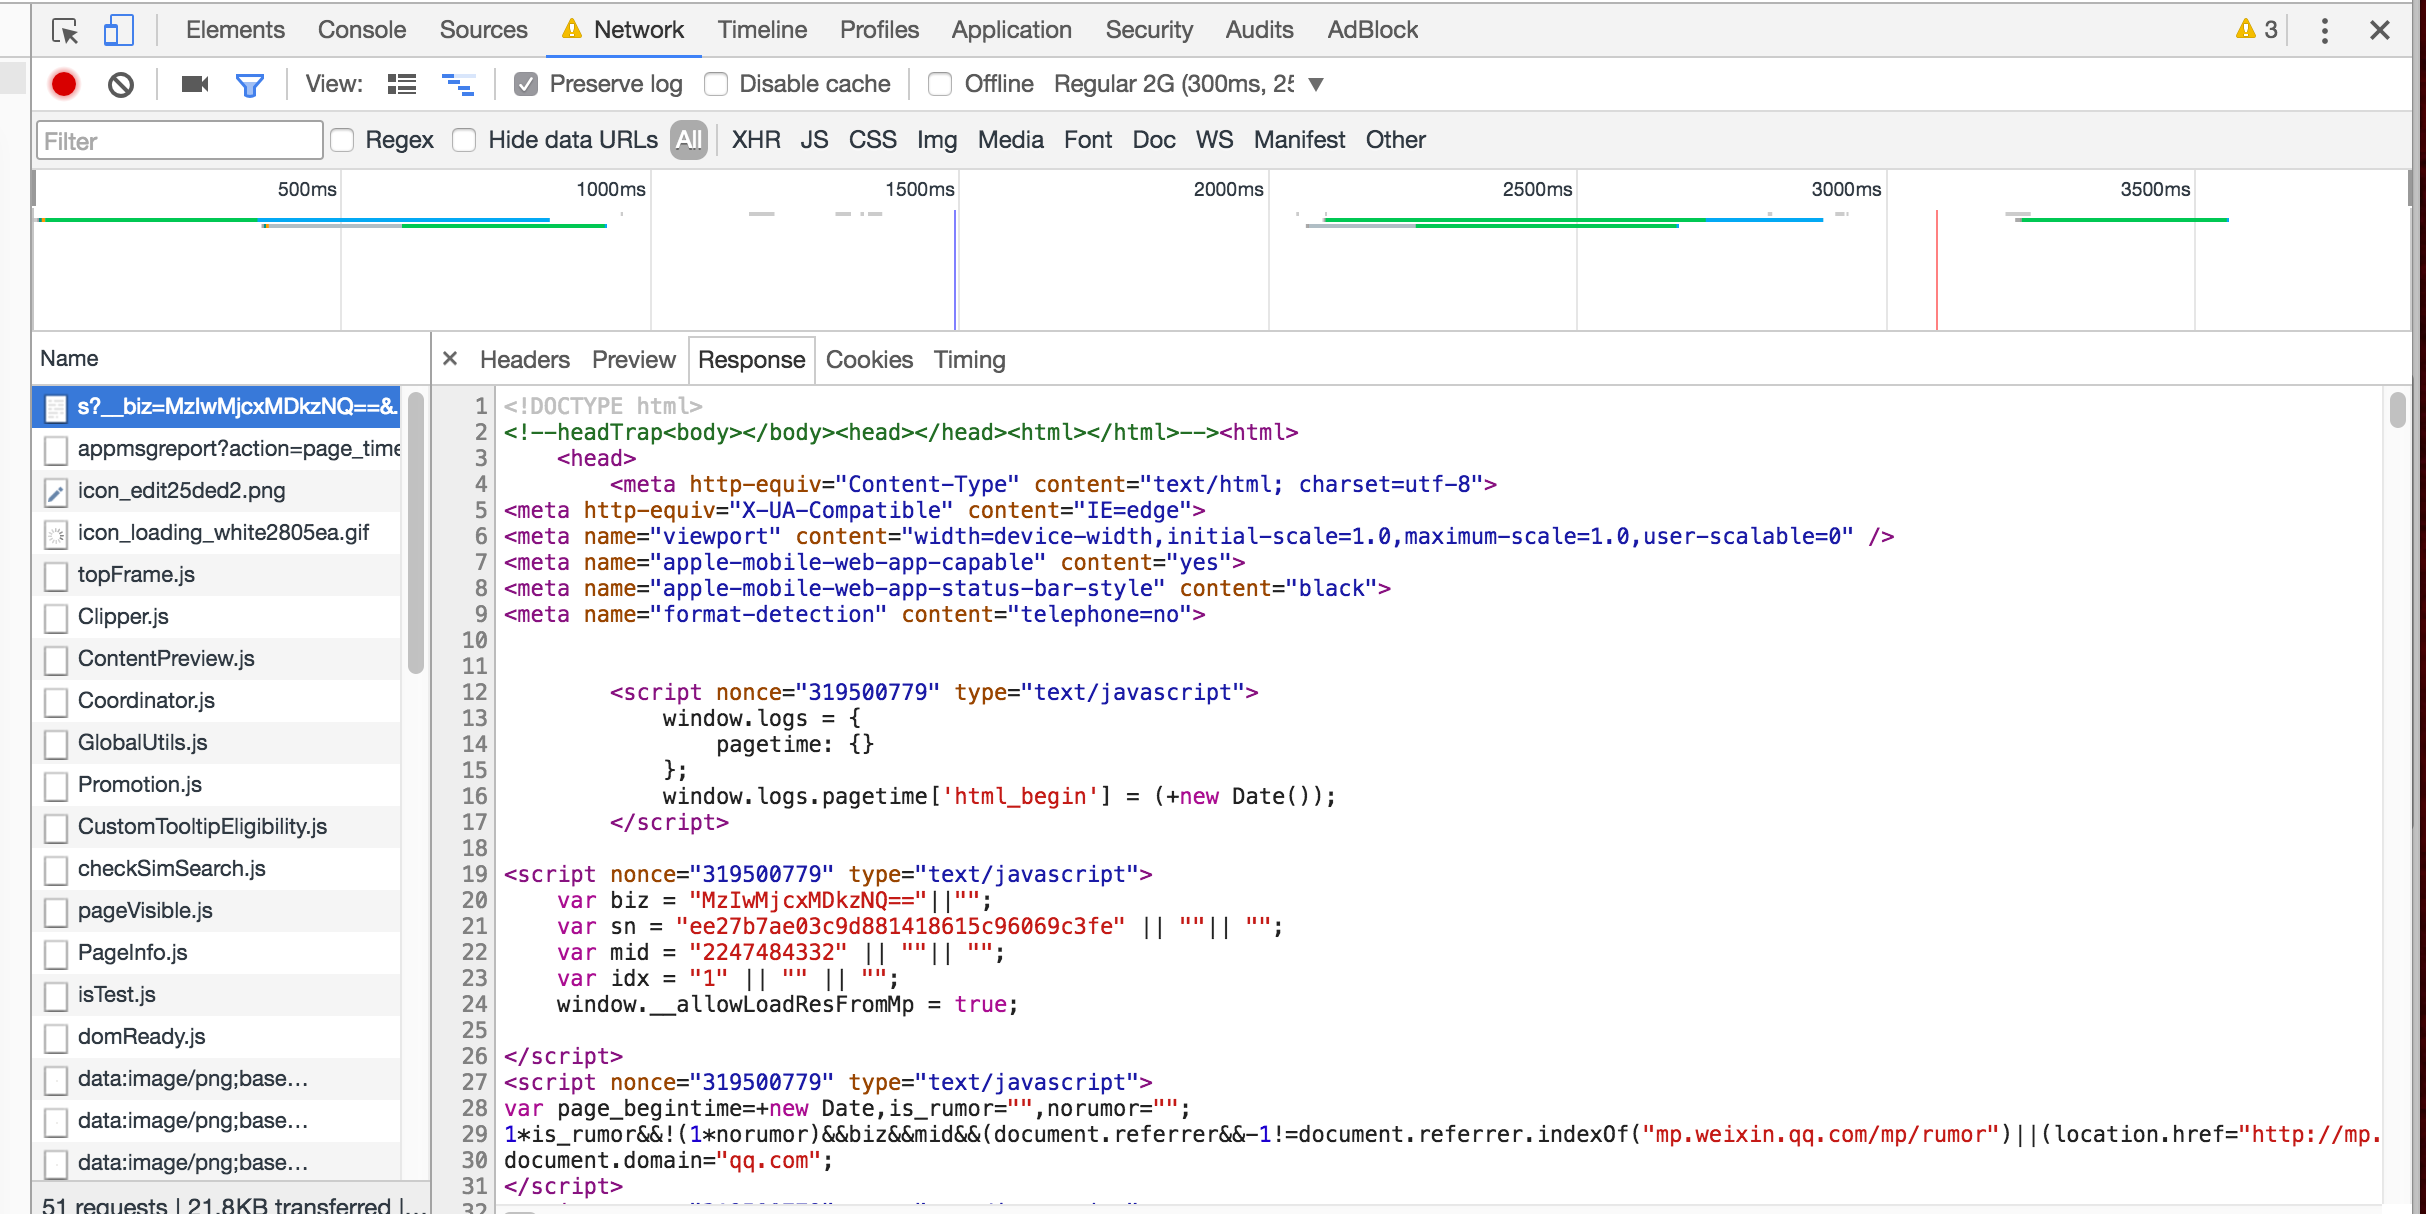 Elements Console Sources Network Timeline Profiles Application Security Audits AdBlock 3
View: Preserve log Disable cache Offline Regular 2G (300ms, 25
Filter Regex Hide data URLs All XHR JS CSS Img Media Font Doc WS Manifest Other
500ms 1000ms 1500ms 2000ms 2500ms 3000ms 3500ms
Name
s?__biz=MzIwMjcxMDkzNQ==&.
appmsgreport?action=page_time
icon_edit25ded2.png
icon_loading_white2805ea.gif
topFrame.js
Clipper.js
ContentPreview.js
Coordinator.js
GlobalUtils.js
Promotion.js
CustomTooltipEligibility.js
checkSimSearch.js
pageVisible.js
PageInfo.js
isTest.js
domReady.js
data:image/png;base…
data:image/png;base…
data:image/png;base…
51 requests | 21.8KB transferred |...
× Headers Preview Response Cookies Timing
1 <!DOCTYPE html>
2 <!--headTrap<body></body><head></head><html></html>--><html>
3 <head>
4 <meta http-equiv="Content-Type" content="text/html; charset=utf-8">
5 <meta http-equiv="X-UA-Compatible" content="IE=edge">
6 <meta name="viewport" content="width=device-width,initial-scale=1.0,maximum-scale=1.0,user-scalable=0" />
7 <meta name="apple-mobile-web-app-capable" content="yes">
8 <meta name="apple-mobile-web-app-status-bar-style" content="black">
9 <meta name="format-detection" content="telephone=no">
10
11
12 <script nonce="319500779" type="text/javascript">
13 window.logs = {
14 pagetime: {}
15 };
16 window.logs.pagetime['html_begin'] = (+new Date());
17 </script>
18
19 <script nonce="319500779" type="text/javascript">
20 var biz = "MzIwMjcxMDkzNQ=="||"";
21 var sn = "ee27b7ae03c9d881418615c96069c3fe" || ""|| "";
22 var mid = "2247484332" || ""|| "";
23 var idx = "1" || "" || "";
24 window.__allowLoadResFromMp = true;
25
26 </script>
27 <script nonce="319500779" type="text/javascript">
28 var page_begintime=+new Date,is_rumor="",norumor="";
29 1*is_rumor&&!(1*norumor)&&biz&&mid&&(document.referrer&&-1!=document.referrer.indexOf("mp.weixin.qq.com/mp/rumor")||(location.href="http://mp.
30 document.domain="qq.com";
31 </script>
32